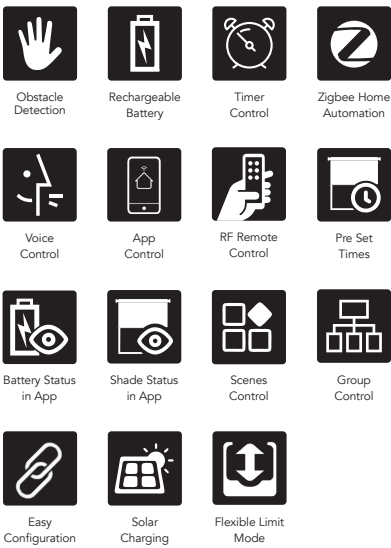 Obstacle
Detection
Rechargeable
Battery
Timer
Control
Zigbee Home
Automation
Voice
Control
App
Control
RF Remote
Control
Pre Set
Times
Battery Status
in App
Shade Status
in App
Scenes
Control
Group
Control
Easy
Configuration
Solar
Charging
Flexible Limit
Mode